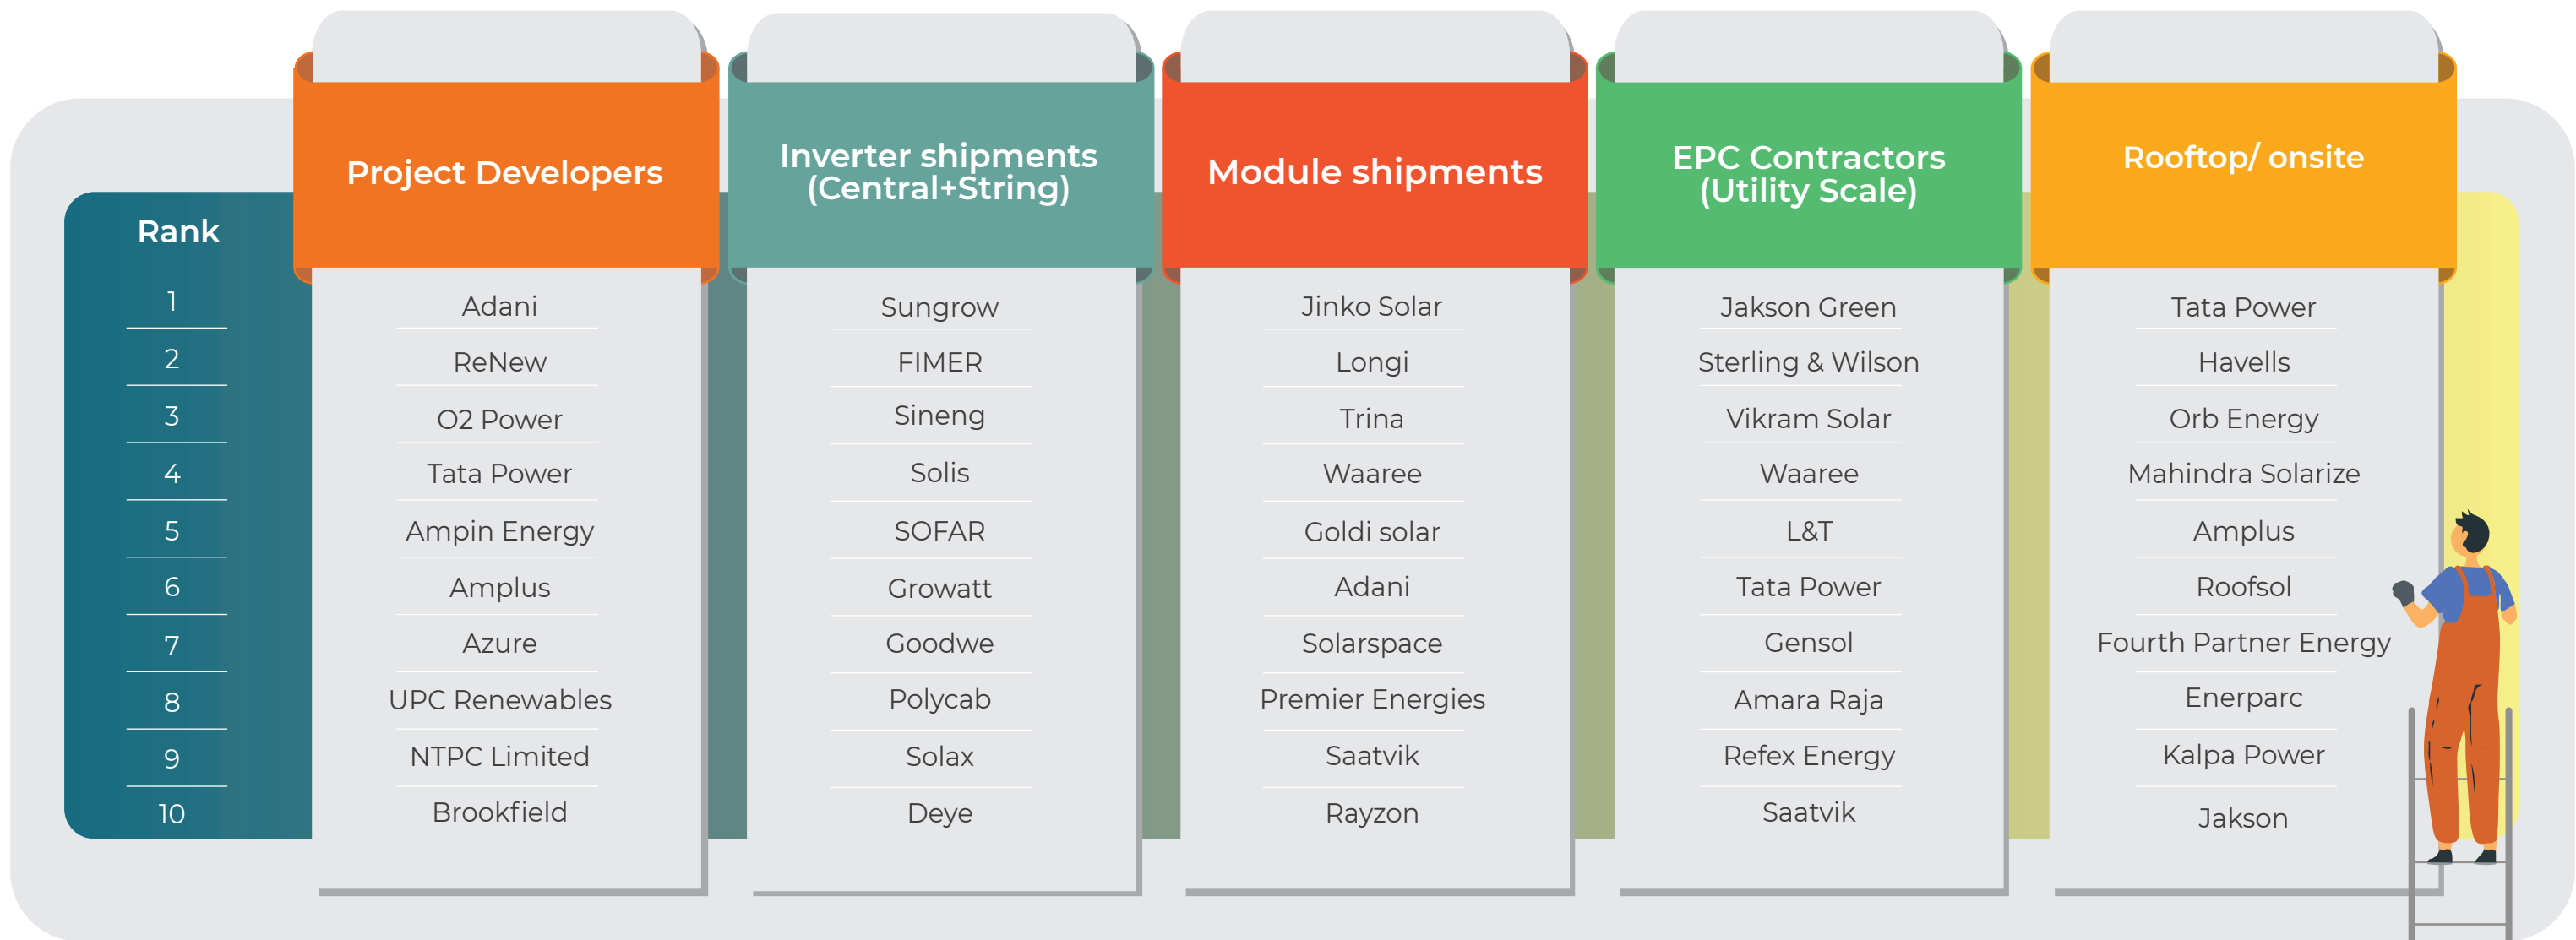 Rank
Project Developers
Inverter shipments
(Central+String)
Module shipments
EPC Contractors
(Utility Scale)
Rooftop/ onsite
1 Adani Sungrow Jinko Solar Jakson Green Tata Power
2 ReNew FIMER Longi Sterling & Wilson Havells
3 O2 Power Sineng Trina Vikram Solar Orb Energy
4 Tata Power Solis Waaree Waaree Mahindra Solarize
5 Ampin Energy SOFAR Goldi solar L&T Amplus
6 Amplus Growatt Adani Tata Power Roofsol
7 Azure Goodwe Solarspace Gensol Fourth Partner Energy
8 UPC Renewables Polycab Premier Energies Amara Raja Enerparc
9 NTPC Limited Solax Saatvik Refex Energy Kalpa Power
10 Brookfield Deye Rayzon Saatvik Jakson